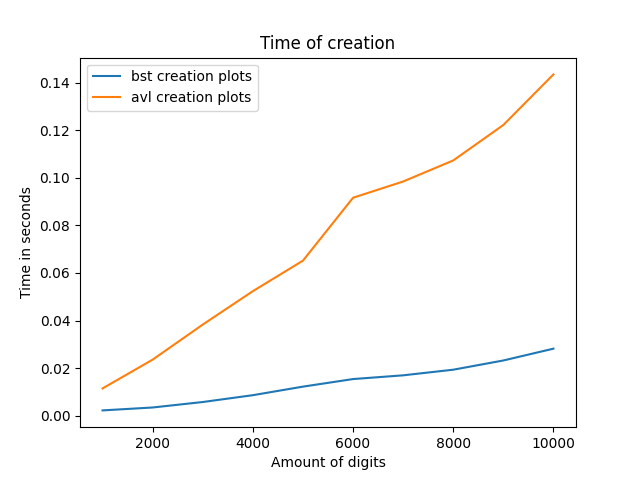 Time of creation
bst creation plots
avl creation plots
0.14
0.12
0.10
0.08
0.06
0.04
0.02
0.00
Time in seconds
2000 4000 6000 8000 10000
Amount of digits